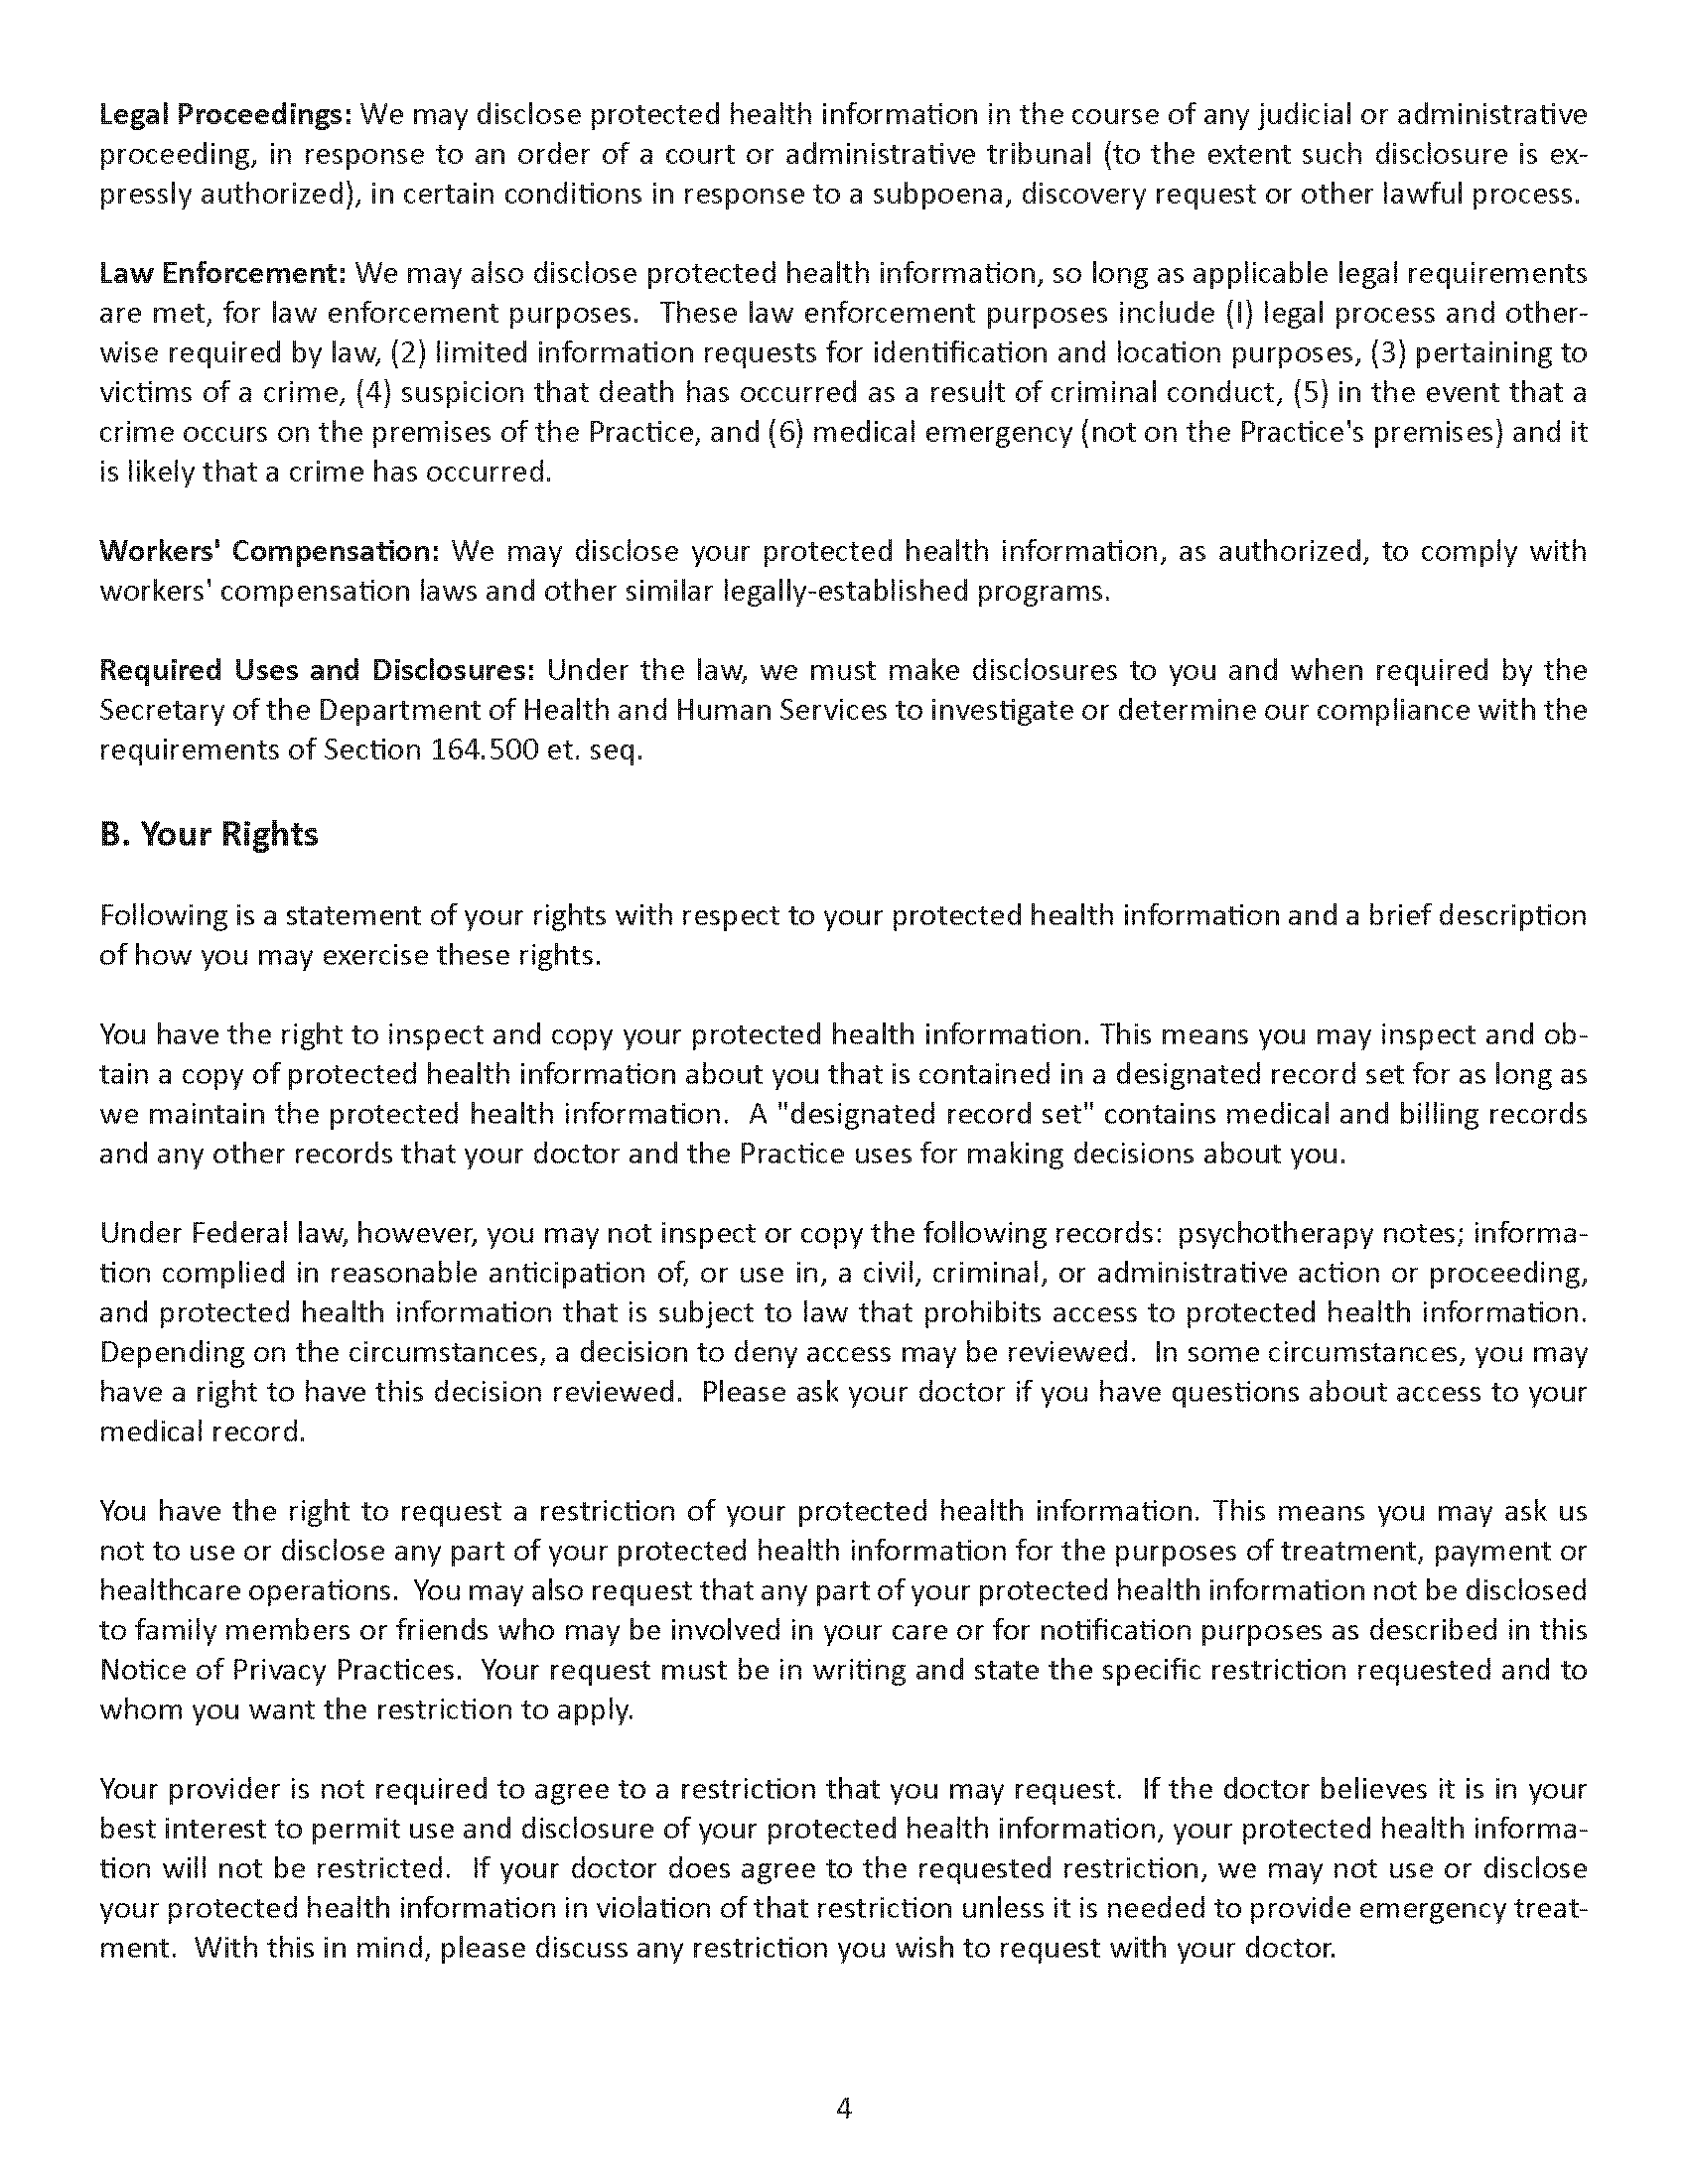 Legal Proceedings: We may disclose protected health information in the course of any judicial or administrative
proceeding, in response to an order of a court or administrative tribunal (to the extent such disclosure is ex-
pressly authorized), in certain conditions in response to a subpoena, discovery request or other lawful process.
Law Enforcement: We may also disclose protected health information, so long as applicable legal requirements
are met, for law enforcement purposes.  These law enforcement purposes include (I) legal process and other-
wise required by law, (2) limited information requests for identification and location purposes, (3) pertaining to
victims of a crime, (4) suspicion that death has occurred as a result of criminal conduct, (5) in the event that a
crime occurs on the premises of the Practice, and (6) medical emergency (not on the Practice's premises) and it
is likely that a crime has occurred.
Workers' Compensation: We may disclose your protected health information, as authorized, to comply with
workers' compensation laws and other similar legally-established programs.
Required Uses and Disclosures: Under the law, we must make disclosures to you and when required by the
Secretary of the Department of Health and Human Services to investigate or determine our compliance with the
requirements of Section 164.500 et. seq.
B. Your Rights
Following is a statement of your rights with respect to your protected health information and a brief description
of how you may exercise these rights.
You have the right to inspect and copy your protected health information. This means you may inspect and ob-
tain a copy of protected health information about you that is contained in a designated record set for as long as
we maintain the protected health information.  A "designated record set" contains medical and billing records
and any other records that your doctor and the Practice uses for making decisions about you.
Under Federal law, however, you may not inspect or copy the following records:  psychotherapy notes; informa-
tion complied in reasonable anticipation of, or use in, a civil, criminal, or administrative action or proceeding,
and protected health information that is subject to law that prohibits access to protected health information.
Depending on the circumstances, a decision to deny access may be reviewed.  In some circumstances, you may
have a right to have this decision reviewed.  Please ask your doctor if you have questions about access to your
medical record.
You have the right to request a restriction of your protected health information. This means you may ask us
not to use or disclose any part of your protected health information for the purposes of treatment, payment or
healthcare operations.  You may also request that any part of your protected health information not be disclosed
to family members or friends who may be involved in your care or for notification purposes as described in this
Notice of Privacy Practices.  Your request must be in writing and state the specific restriction requested and to
whom you want the restriction to apply.
Your provider is not required to agree to a restriction that you may request.  If the doctor believes it is in your
best interest to permit use and disclosure of your protected health information, your protected health informa-
tion will not be restricted.  If your doctor does agree to the requested restriction, we may not use or disclose
your protected health information in violation of that restriction unless it is needed to provide emergency treat-
ment.  With this in mind, please discuss any restriction you wish to request with your doctor.
4